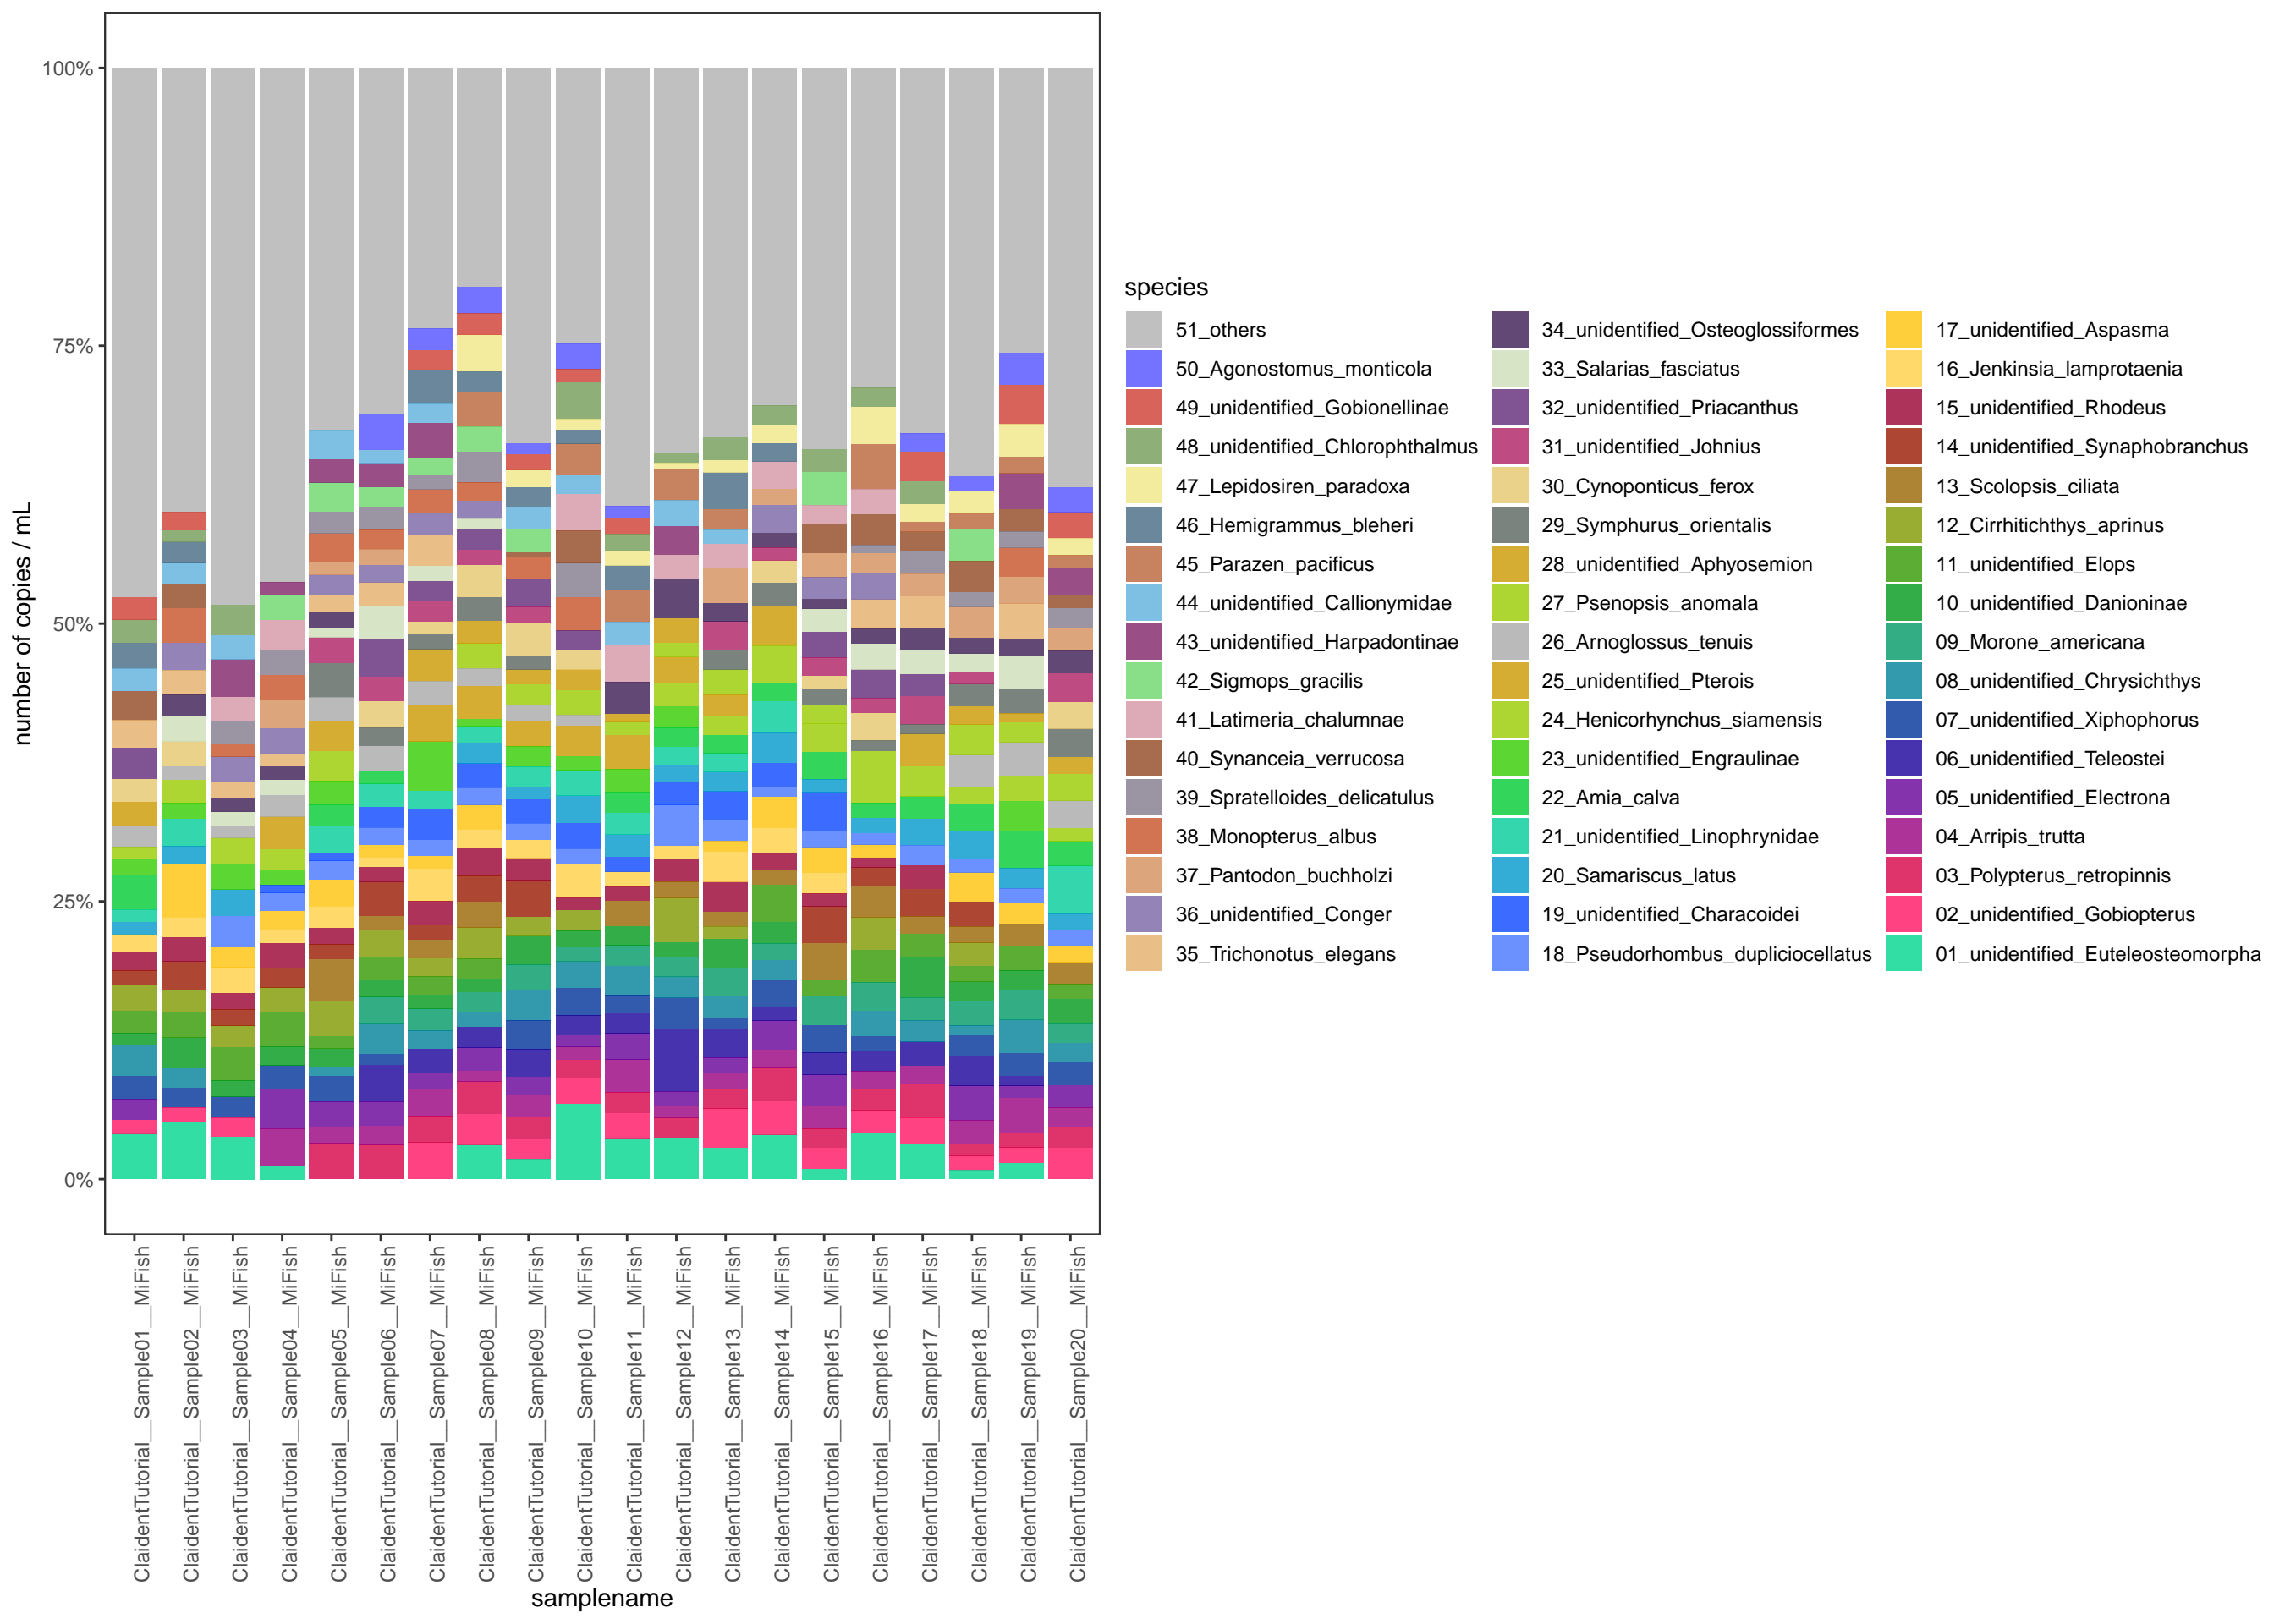 100%
75%
50%
25%
0%
number of copies / mL
ClaidentTutorial__Sample01__MiFish
ClaidentTutorial__Sample02__MiFish
ClaidentTutorial__Sample03__MiFish
ClaidentTutorial__Sample04__MiFish
ClaidentTutorial__Sample05__MiFish
ClaidentTutorial__Sample06__MiFish
ClaidentTutorial__Sample07__MiFish
ClaidentTutorial__Sample08__MiFish
ClaidentTutorial__Sample09__MiFish
ClaidentTutorial__Sample10__MiFish
ClaidentTutorial__Sample11__MiFish
ClaidentTutorial__Sample12__MiFish
ClaidentTutorial__Sample13__MiFish
ClaidentTutorial__Sample14__MiFish
ClaidentTutorial__Sample15__MiFish
ClaidentTutorial__Sample16__MiFish
ClaidentTutorial__Sample17__MiFish
ClaidentTutorial__Sample18__MiFish
ClaidentTutorial__Sample19__MiFish
ClaidentTutorial__Sample20__MiFish
samplename
species
51_others
50_Agonostomus_monticola
49_unidentified_Gobionellinae
48_unidentified_Chlorophthalmus
47_Lepidosiren_paradoxa
46_Hemigrammus_bleheri
45_Parazen_pacificus
44_unidentified_Callionymidae
43_unidentified_Harpadontinae
42_Sigmops_gracilis
41_Latimeria_chalumnae
40_Synanceia_verrucosa
39_Spratelloides_delicatulus
38_Monopterus_albus
37_Pantodon_buchholzi
36_unidentified_Conger
35_Trichonotus_elegans
34_unidentified_Osteoglossiformes
33_Salarias_fasciatus
32_unidentified_Priacanthus
31_unidentified_Johnius
30_Cynoponticus_ferox
29_Symphurus_orientalis
28_unidentified_Aphyosemion
27_Psenopsis_anomala
26_Arnoglossus_tenuis
25_unidentified_Pterois
24_Henicorhynchus_siamensis
23_unidentified_Engraulinae
22_Amia_calva
21_unidentified_Linophrynidae
20_Samariscus_latus
19_unidentified_Characoidei
18_Pseudorhombus_dupliciocellatus
17_unidentified_Aspasma
16_Jenkinsia_lamprotaenia
15_unidentified_Rhodeus
14_unidentified_Synaphobranchus
13_Scolopsis_ciliata
12_Cirrhitichthys_aprinus
11_unidentified_Elops
10_unidentified_Danioninae
09_Morone_americana
08_unidentified_Chrysichthys
07_unidentified_Xiphophorus
06_unidentified_Teleostei
05_unidentified_Electrona
04_Arripis_trutta
03_Polypterus_retropinnis
02_unidentified_Gobiopterus
01_unidentified_Euteleosteomorpha